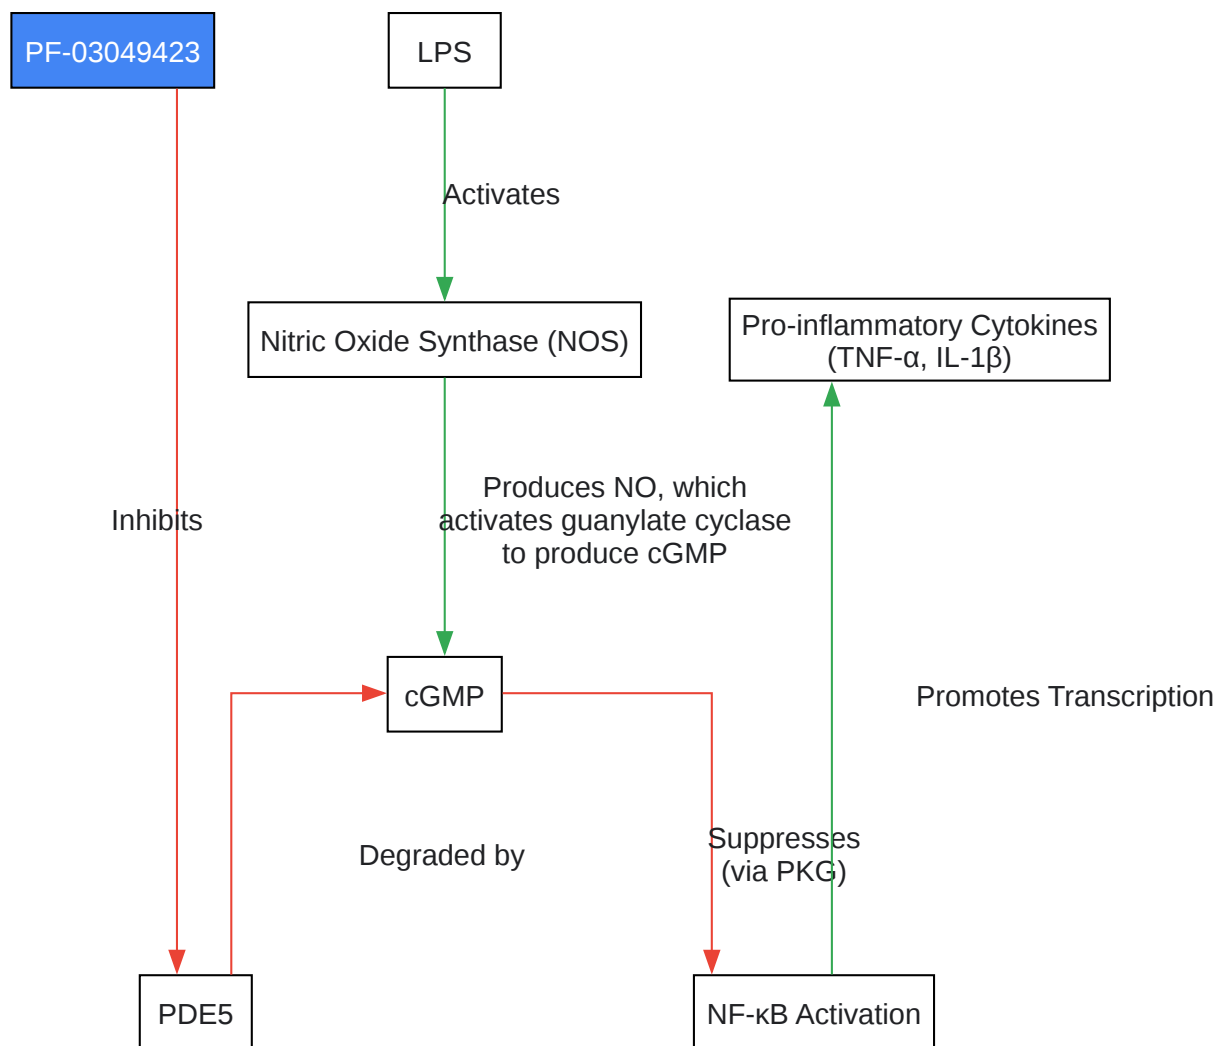 PF-03049423
LPS
Activates
Nitric Oxide Synthase (NOS)
Pro-inflammatory Cytokines
(TNF-α, IL-1β)
Inhibits
Produces NO, which
activates guanylate cyclase
to produce cGMP
cGMP
Promotes Transcription
Degraded by
Suppresses
(via PKG)
PDE5
NF-κB Activation